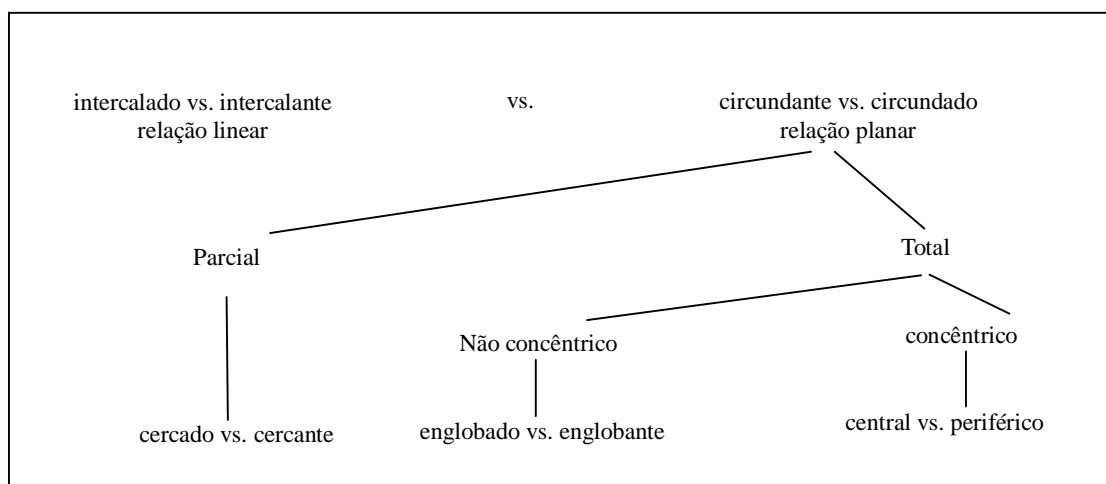 intercalado vs. intercalante
relação linear
vs.
circundante vs. circundado
relação planar
Parcial
Total
Não concêntrico
concêntrico
cercado vs. cercante
englobado vs. englobante
central vs. periférico